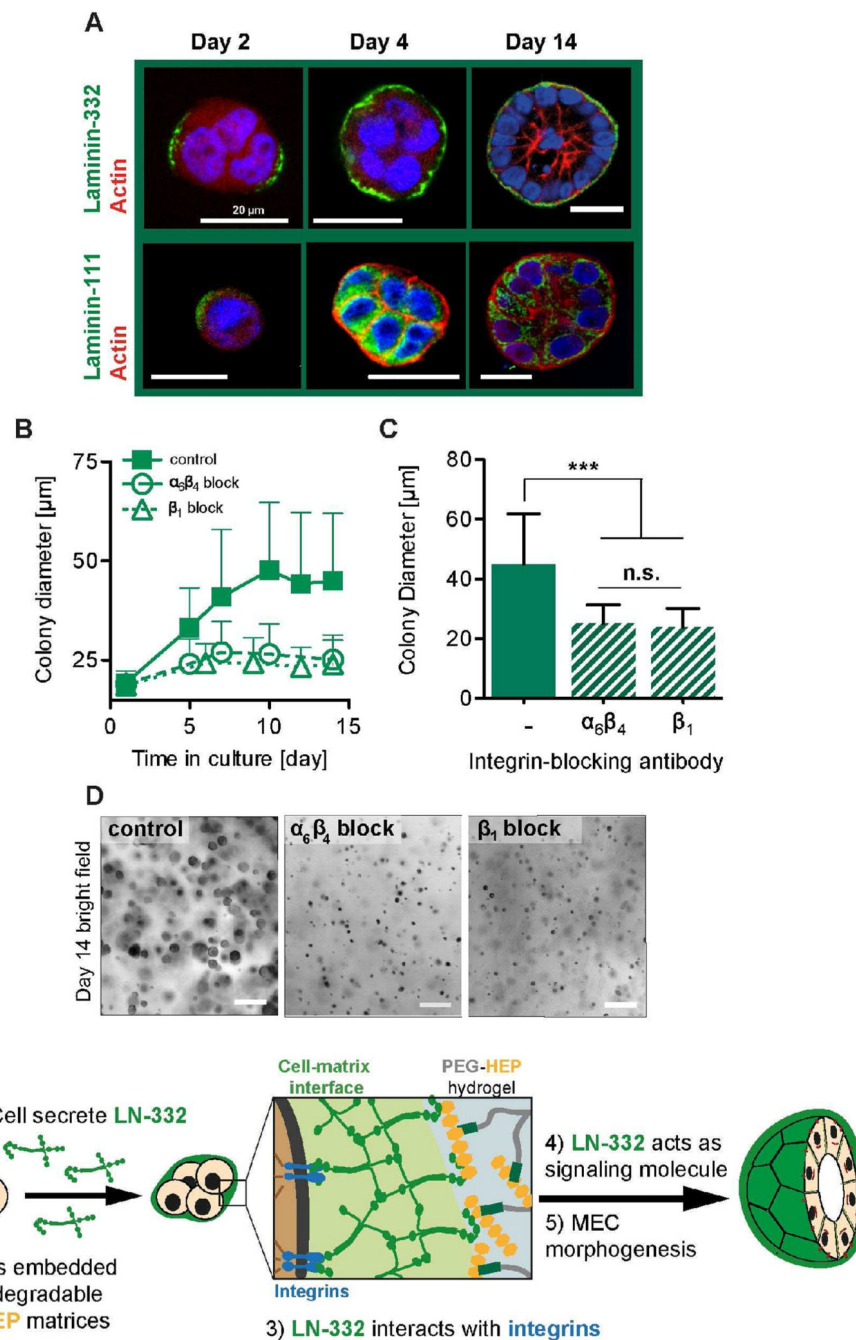 A
Day 2
Day 4
Day 14
Laminin-332
Actin
20 µm
Laminin-111
Actin
B
Colony diameter [µm]
75
50
25
0
5
10
15
Time in culture [day]
control
α6β4 block
β1 block
C
Colony Diameter [µm]
80
60
40
20
0
***
n.s.
-
α6β4
β1
Integrin-blocking antibody
D
Day 14 bright field
control
α6β4 block
β1 block
Cell secrete LN-332
s embedded
degradable
EP matrices
Cell-matrix
interface
PEG-HEP
hydrogel
Integrins
3) LN-332 interacts with integrins
4) LN-332 acts as
signaling molecule
5) MEC
morphogenesis